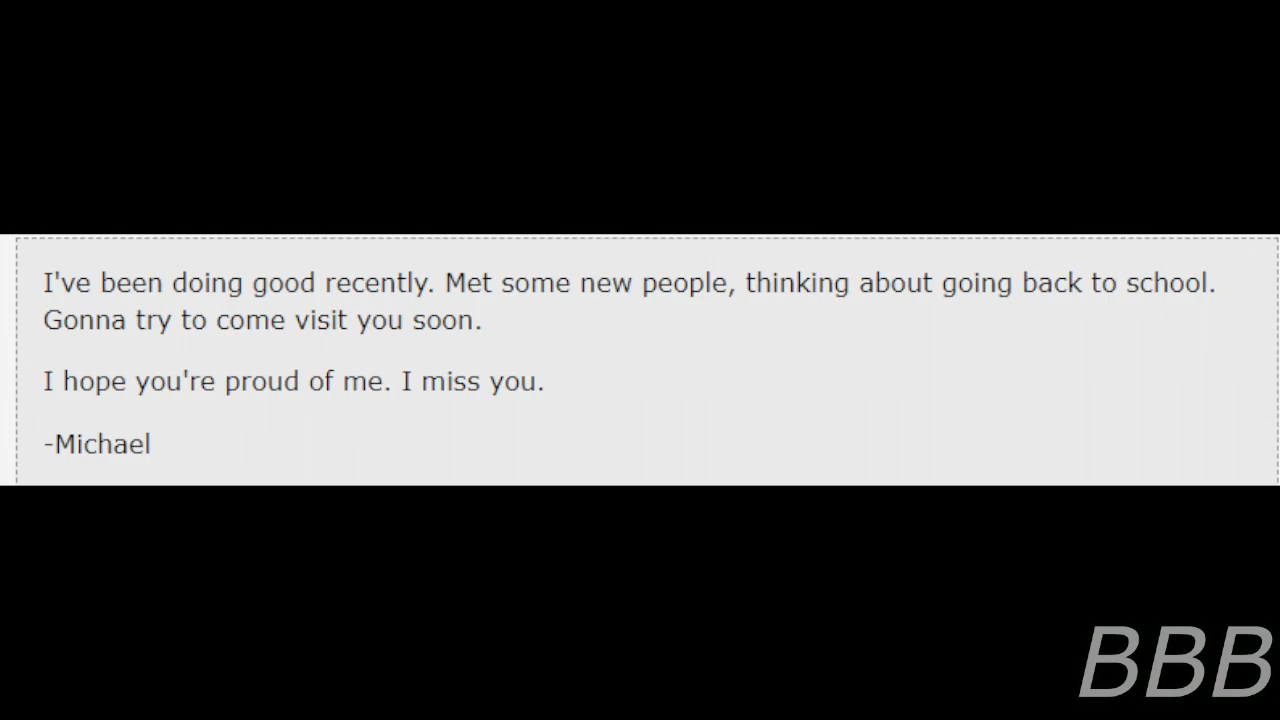 I've been doing good recently. Met some new people, thinking about going back to school.
Gonna try to come visit you soon.
I hope you're proud of me. I miss you.
-Michael
BBB